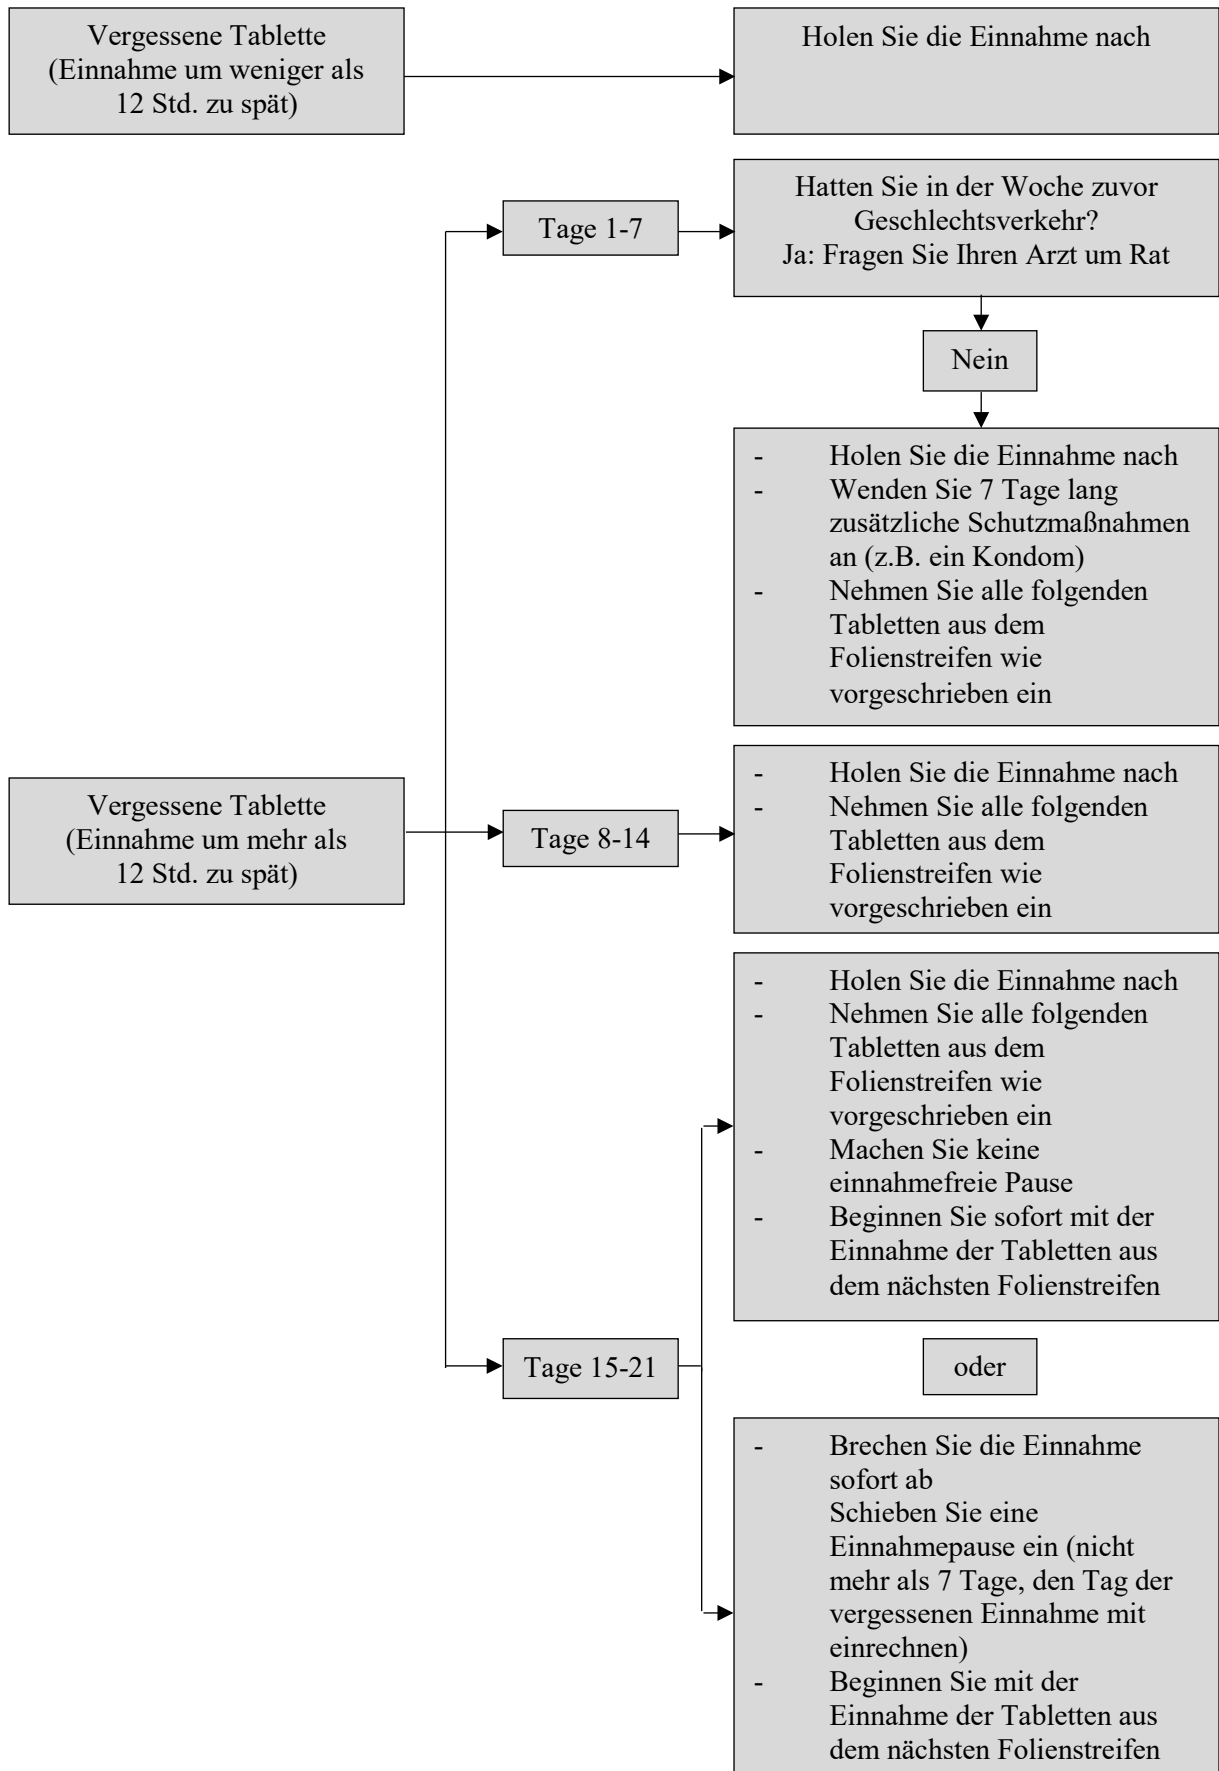 Vergessene Tablette
(Einnahme um weniger als
12 Std. zu spät)
Holen Sie die Einnahme nach
Tage 1-7
Hatten Sie in der Woche zuvor
Geschlechtsverkehr?
Ja: Fragen Sie Ihren Arzt um Rat
Nein
- Holen Sie die Einnahme nach
- Wenden Sie 7 Tage lang
zusätzliche Schutzmaßnahmen
an (z.B. ein Kondom)
- Nehmen Sie alle folgenden
Tabletten aus dem
Folienstreifen wie
vorgeschrieben ein
Vergessene Tablette
(Einnahme um mehr als
12 Std. zu spät)
Tage 8-14
- Holen Sie die Einnahme nach
- Nehmen Sie alle folgenden
Tabletten aus dem
Folienstreifen wie
vorgeschrieben ein
Tage 15-21
- Holen Sie die Einnahme nach
- Nehmen Sie alle folgenden
Tabletten aus dem
Folienstreifen wie
vorgeschrieben ein
- Machen Sie keine
einnahmefreie Pause
- Beginnen Sie sofort mit der
Einnahme der Tabletten aus
dem nächsten Folienstreifen
oder
- Brechen Sie die Einnahme
sofort ab
Schieben Sie eine
Einnahmepause ein (nicht
mehr als 7 Tage, den Tag der
vergessenen Einnahme mit
einrechnen)
- Beginnen Sie mit der
Einnahme der Tabletten aus
dem nächsten Folienstreifen